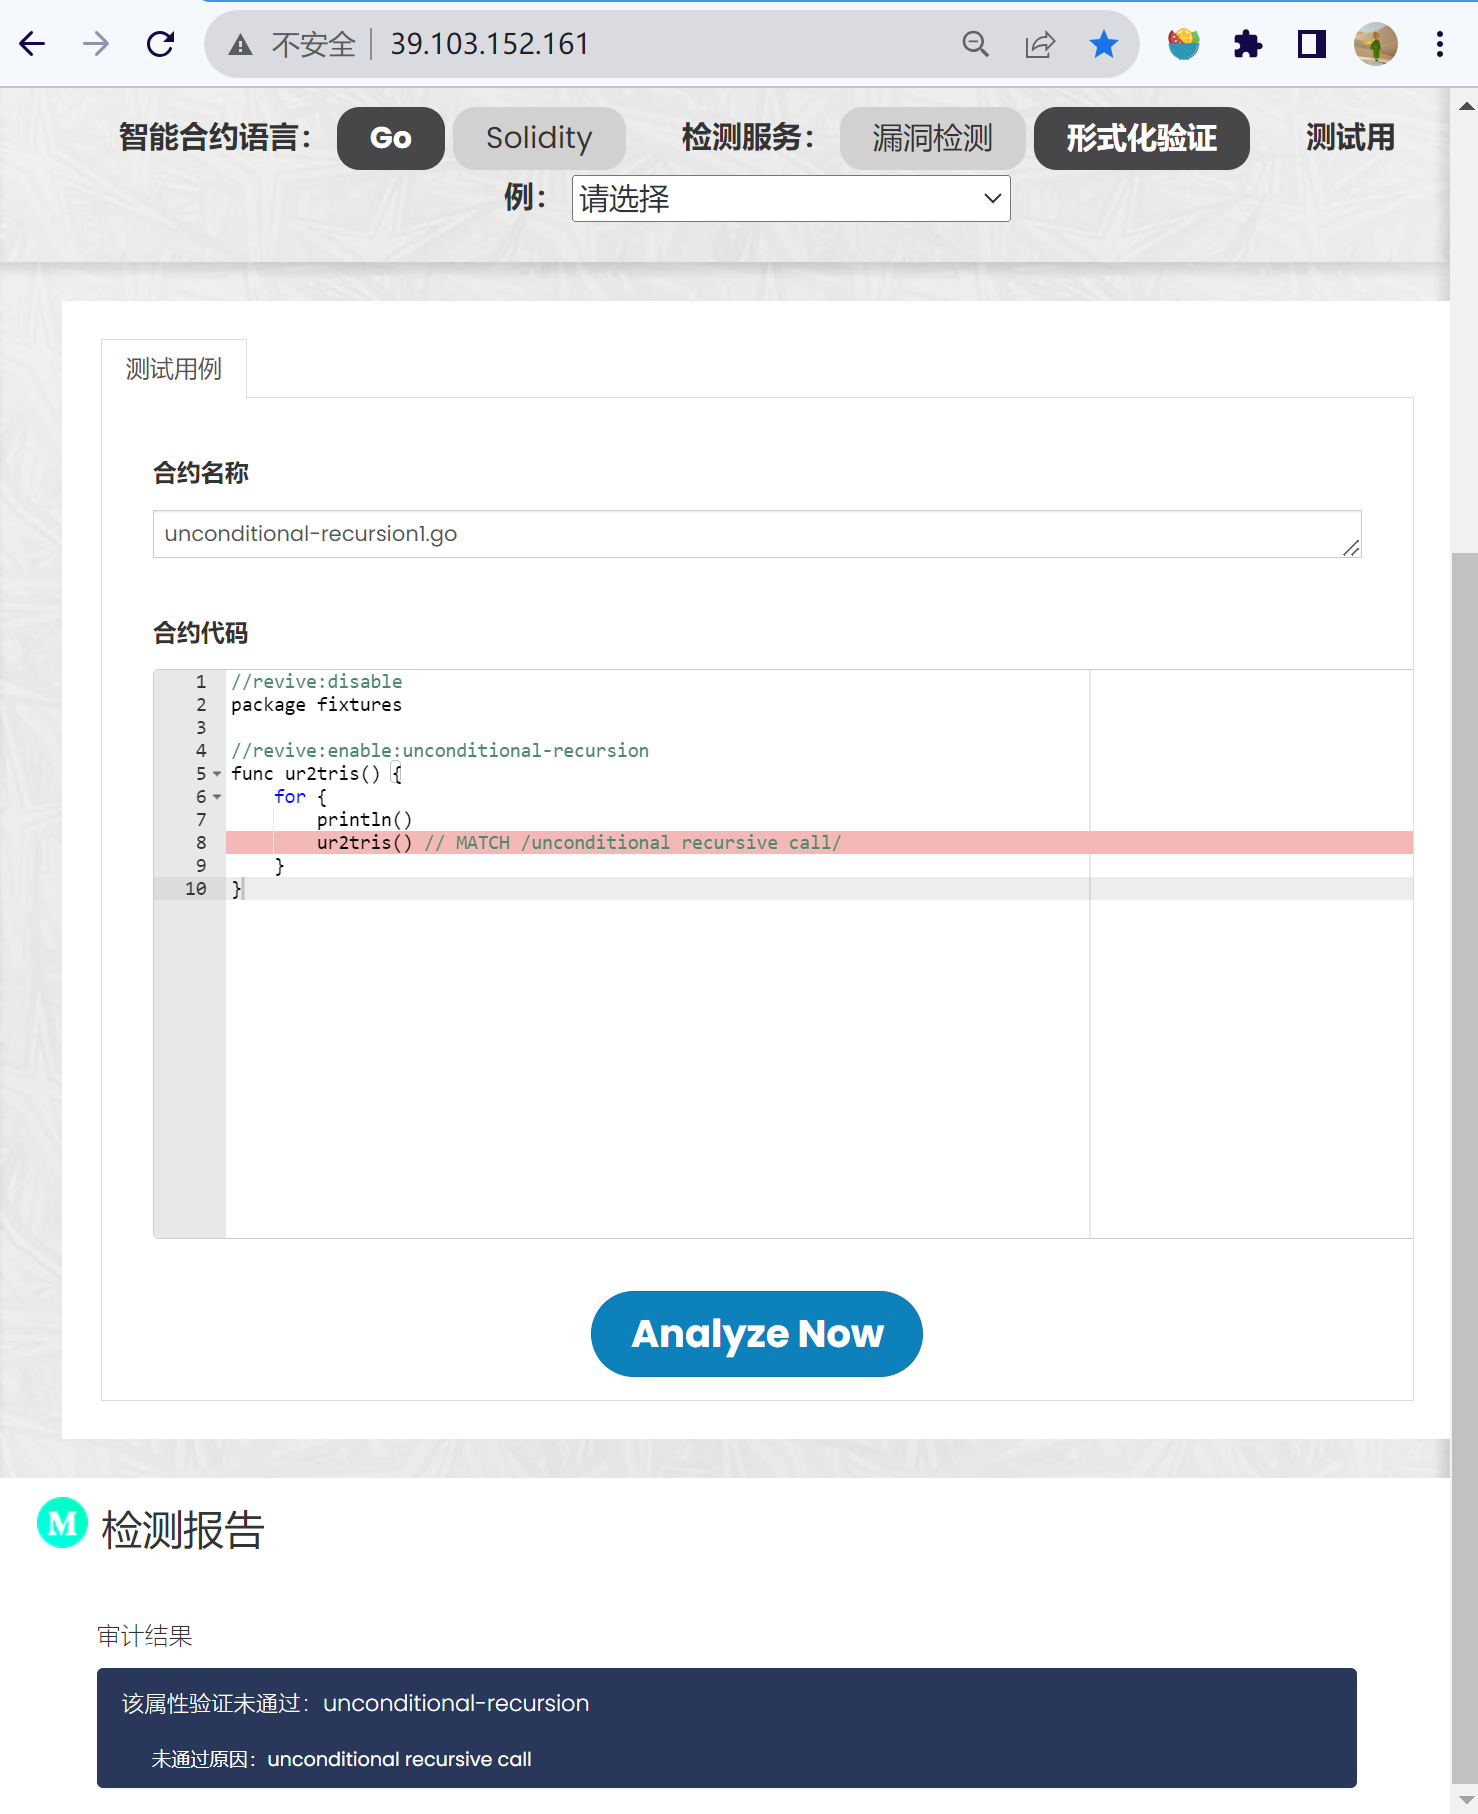 不安全 39.103.152.161
智能合约语言： Go Solidity 检测服务： 漏洞检测 形式化验证 测试用
例： 请选择
测试用例
合约名称
unconditional-recursion1.go
合约代码
1 //revive:disable
2 package fixtures
3
4 //revive:enable:unconditional-recursion
5 func ur2tris() {
6 for {
7 println()
8 ur2tris() // MATCH /unconditional recursive call/
9 }
10 }
Analyze Now
M 检测报告
审计结果
该属性验证未通过：unconditional-recursion
未通过原因：unconditional recursive call